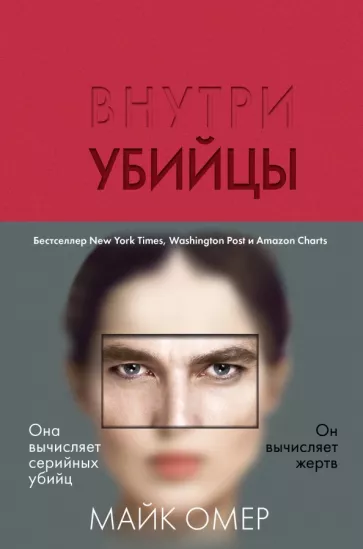 ВНУТРИ
УБИЙЦЫ
Бестселлер New York Times, Washington Post и Amazon Charts
Она
вычисляет
серийных
убийц
Он
вычисляет
жертв
МАЙК ОМЕР